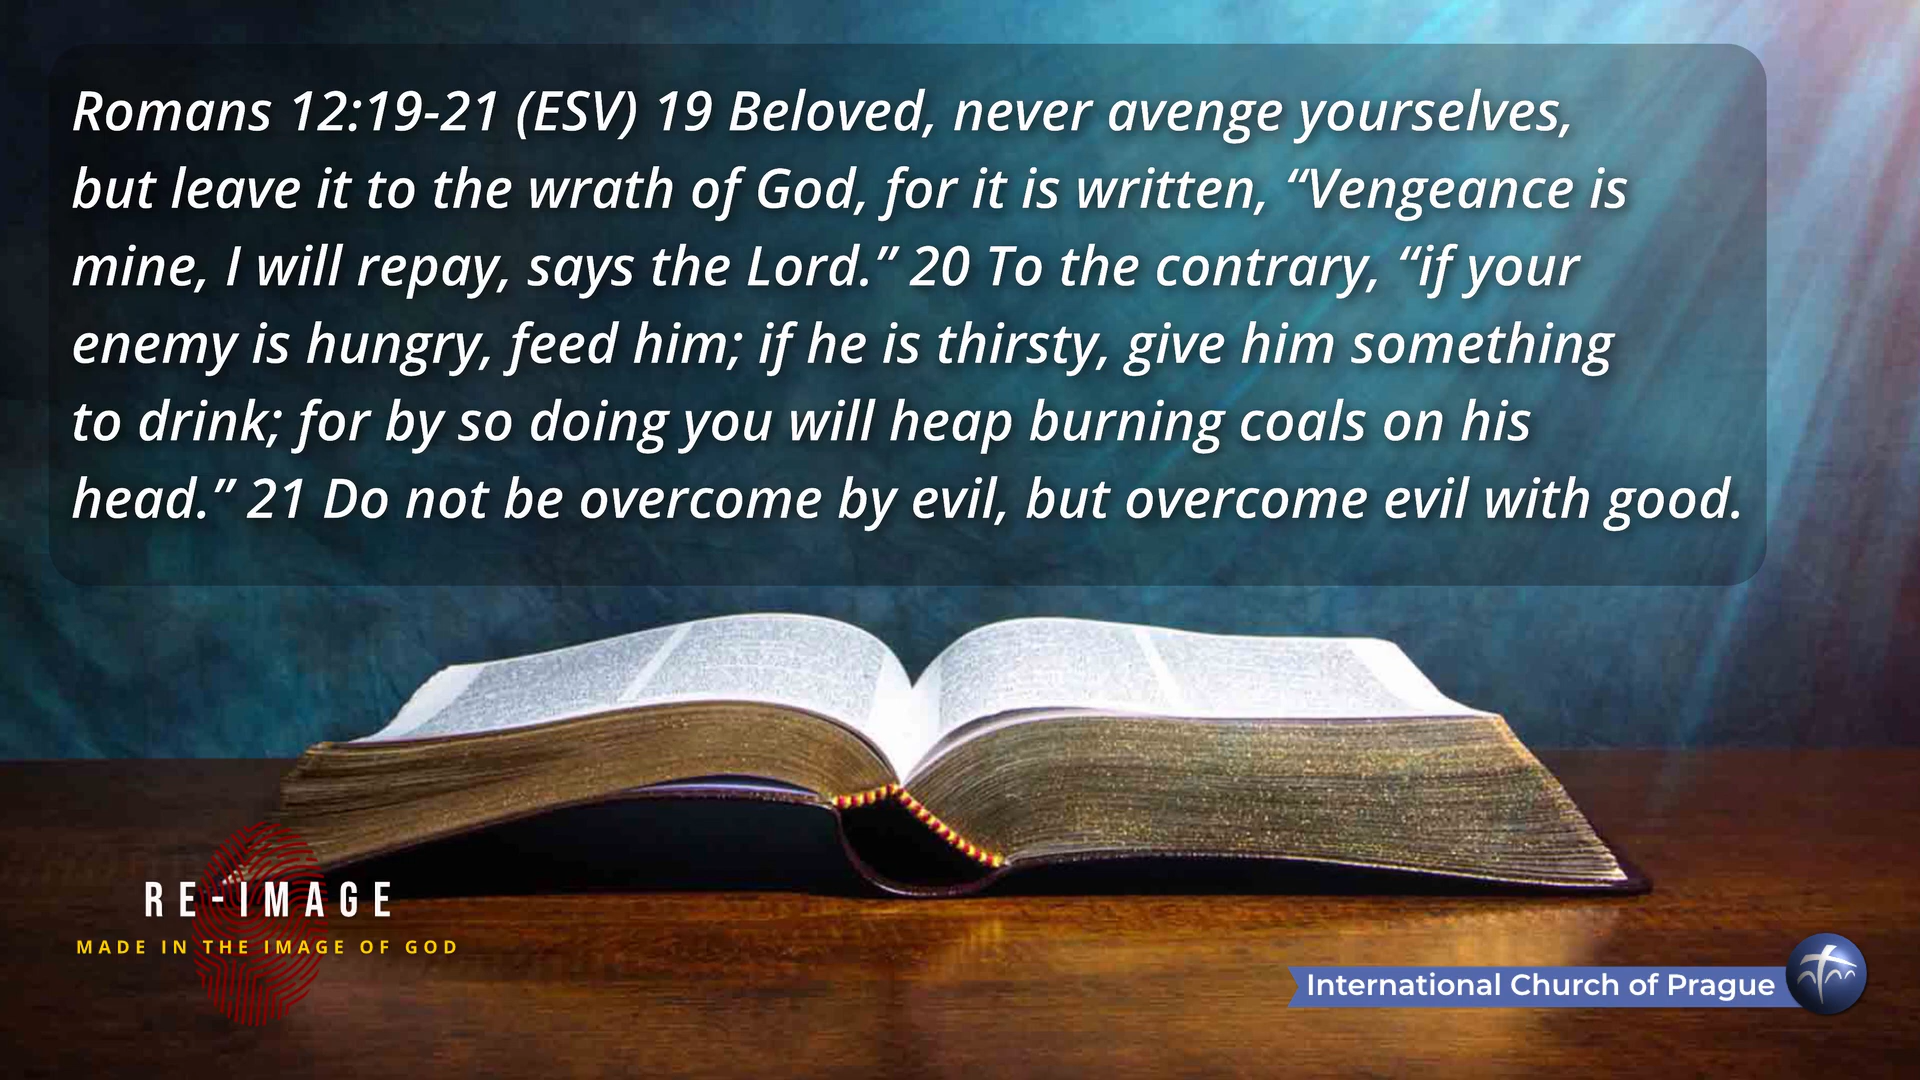 Romans 12:19-21 (ESV) 19 Beloved, never avenge yourselves,
but leave it to the wrath of God, for it is written, “Vengeance is
mine, I will repay, says the Lord.” 20 To the contrary, “if your
enemy is hungry, feed him; if he is thirsty, give him something
to drink; for by so doing you will heap burning coals on his
head.” 21 Do not be overcome by evil, but overcome evil with good.
RE-IMAGE
MADE IN THE IMAGE OF GOD
International Church of Prague